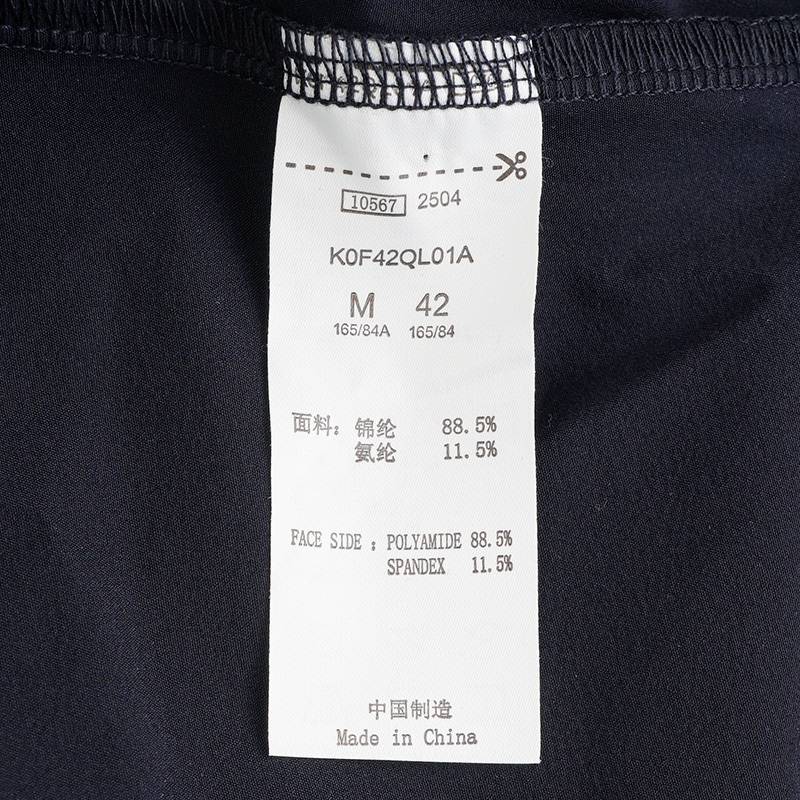 10567 2504
K0F42QL01A
M 42
165/84A 165/84
面料：锦纶 88.5%
氨纶 11.5%
FACE SIDE : POLYAMIDE 88.5%
SPANDEX 11.5%
中国制造
Made in China